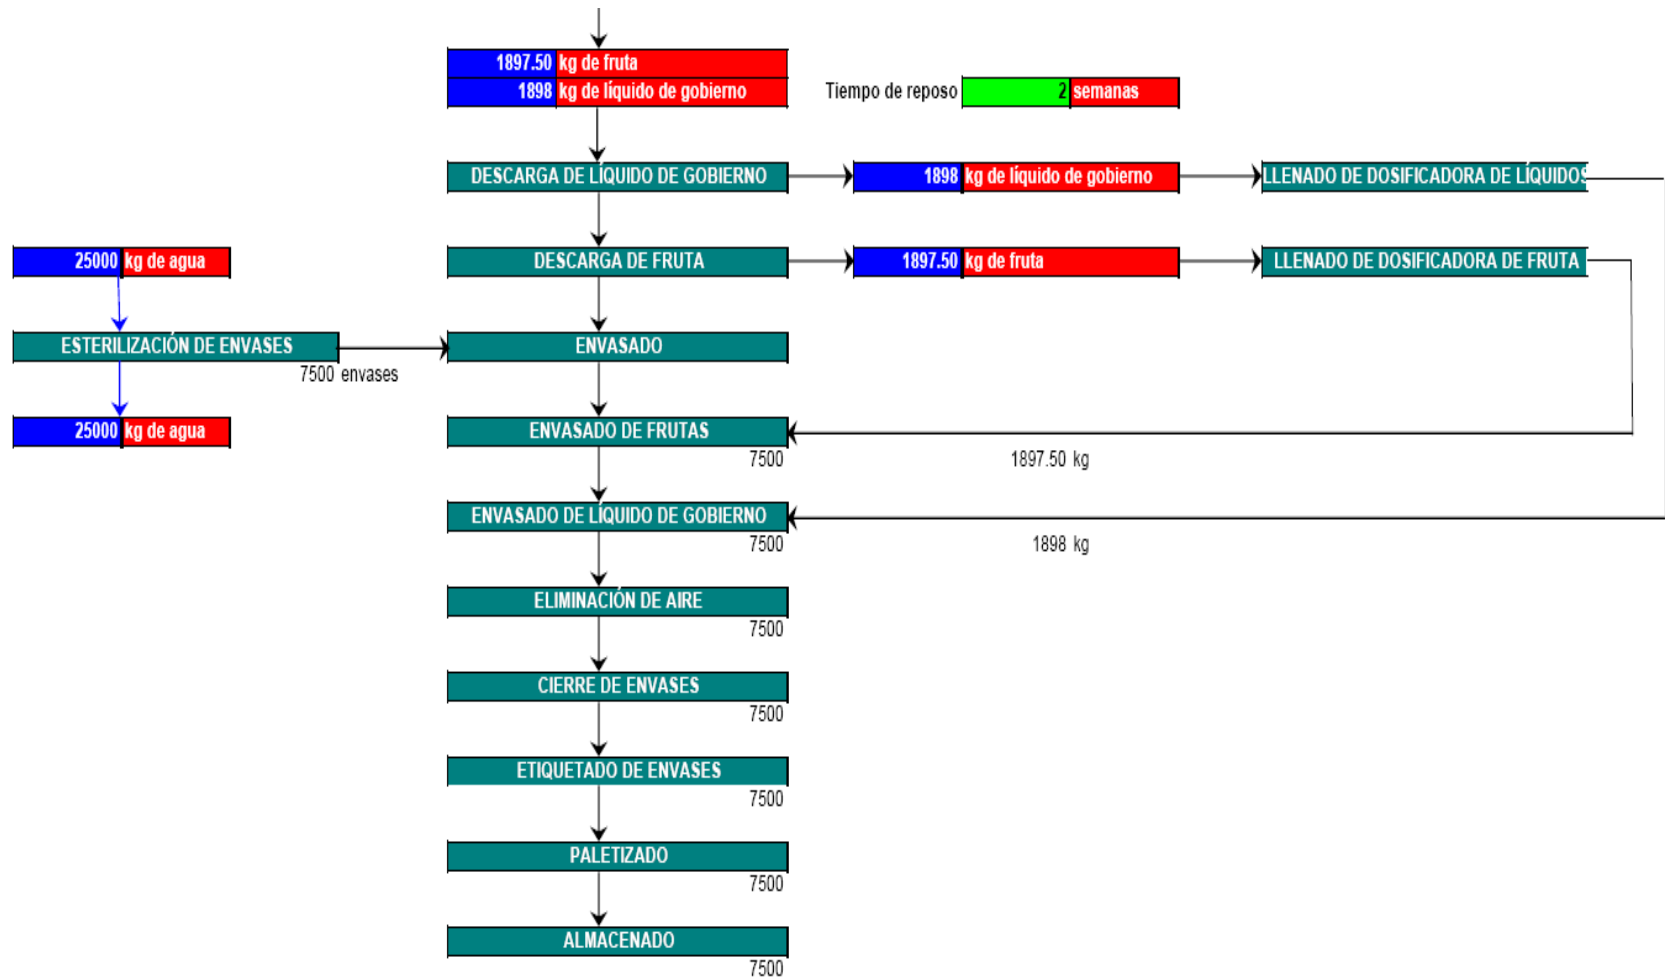 1897.50 kg de fruta
1898 kg de líquido de gobierno
Tiempo de reposo 2 semanas
DESCARGA DE LÍQUIDO DE GOBIERNO
1898 kg de líquido de gobierno
LLENADO DE DOSIFICADORA DE LÍQUIDOS
25000 kg de agua
DESCARGA DE FRUTA
1897.50 kg de fruta
LLENADO DE DOSIFICADORA DE FRUTA
ESTERILIZACIÓN DE ENVASES
7500 envases
ENVASADO
25000 kg de agua
ENVASADO DE FRUTAS
7500
1897.50 kg
ENVASADO DE LÍQUIDO DE GOBIERNO
7500
1898 kg
ELIMINACIÓN DE AIRE
7500
CIERRE DE ENVASES
7500
ETIQUETADO DE ENVASES
7500
PALETIZADO
7500
ALMACENADO
7500